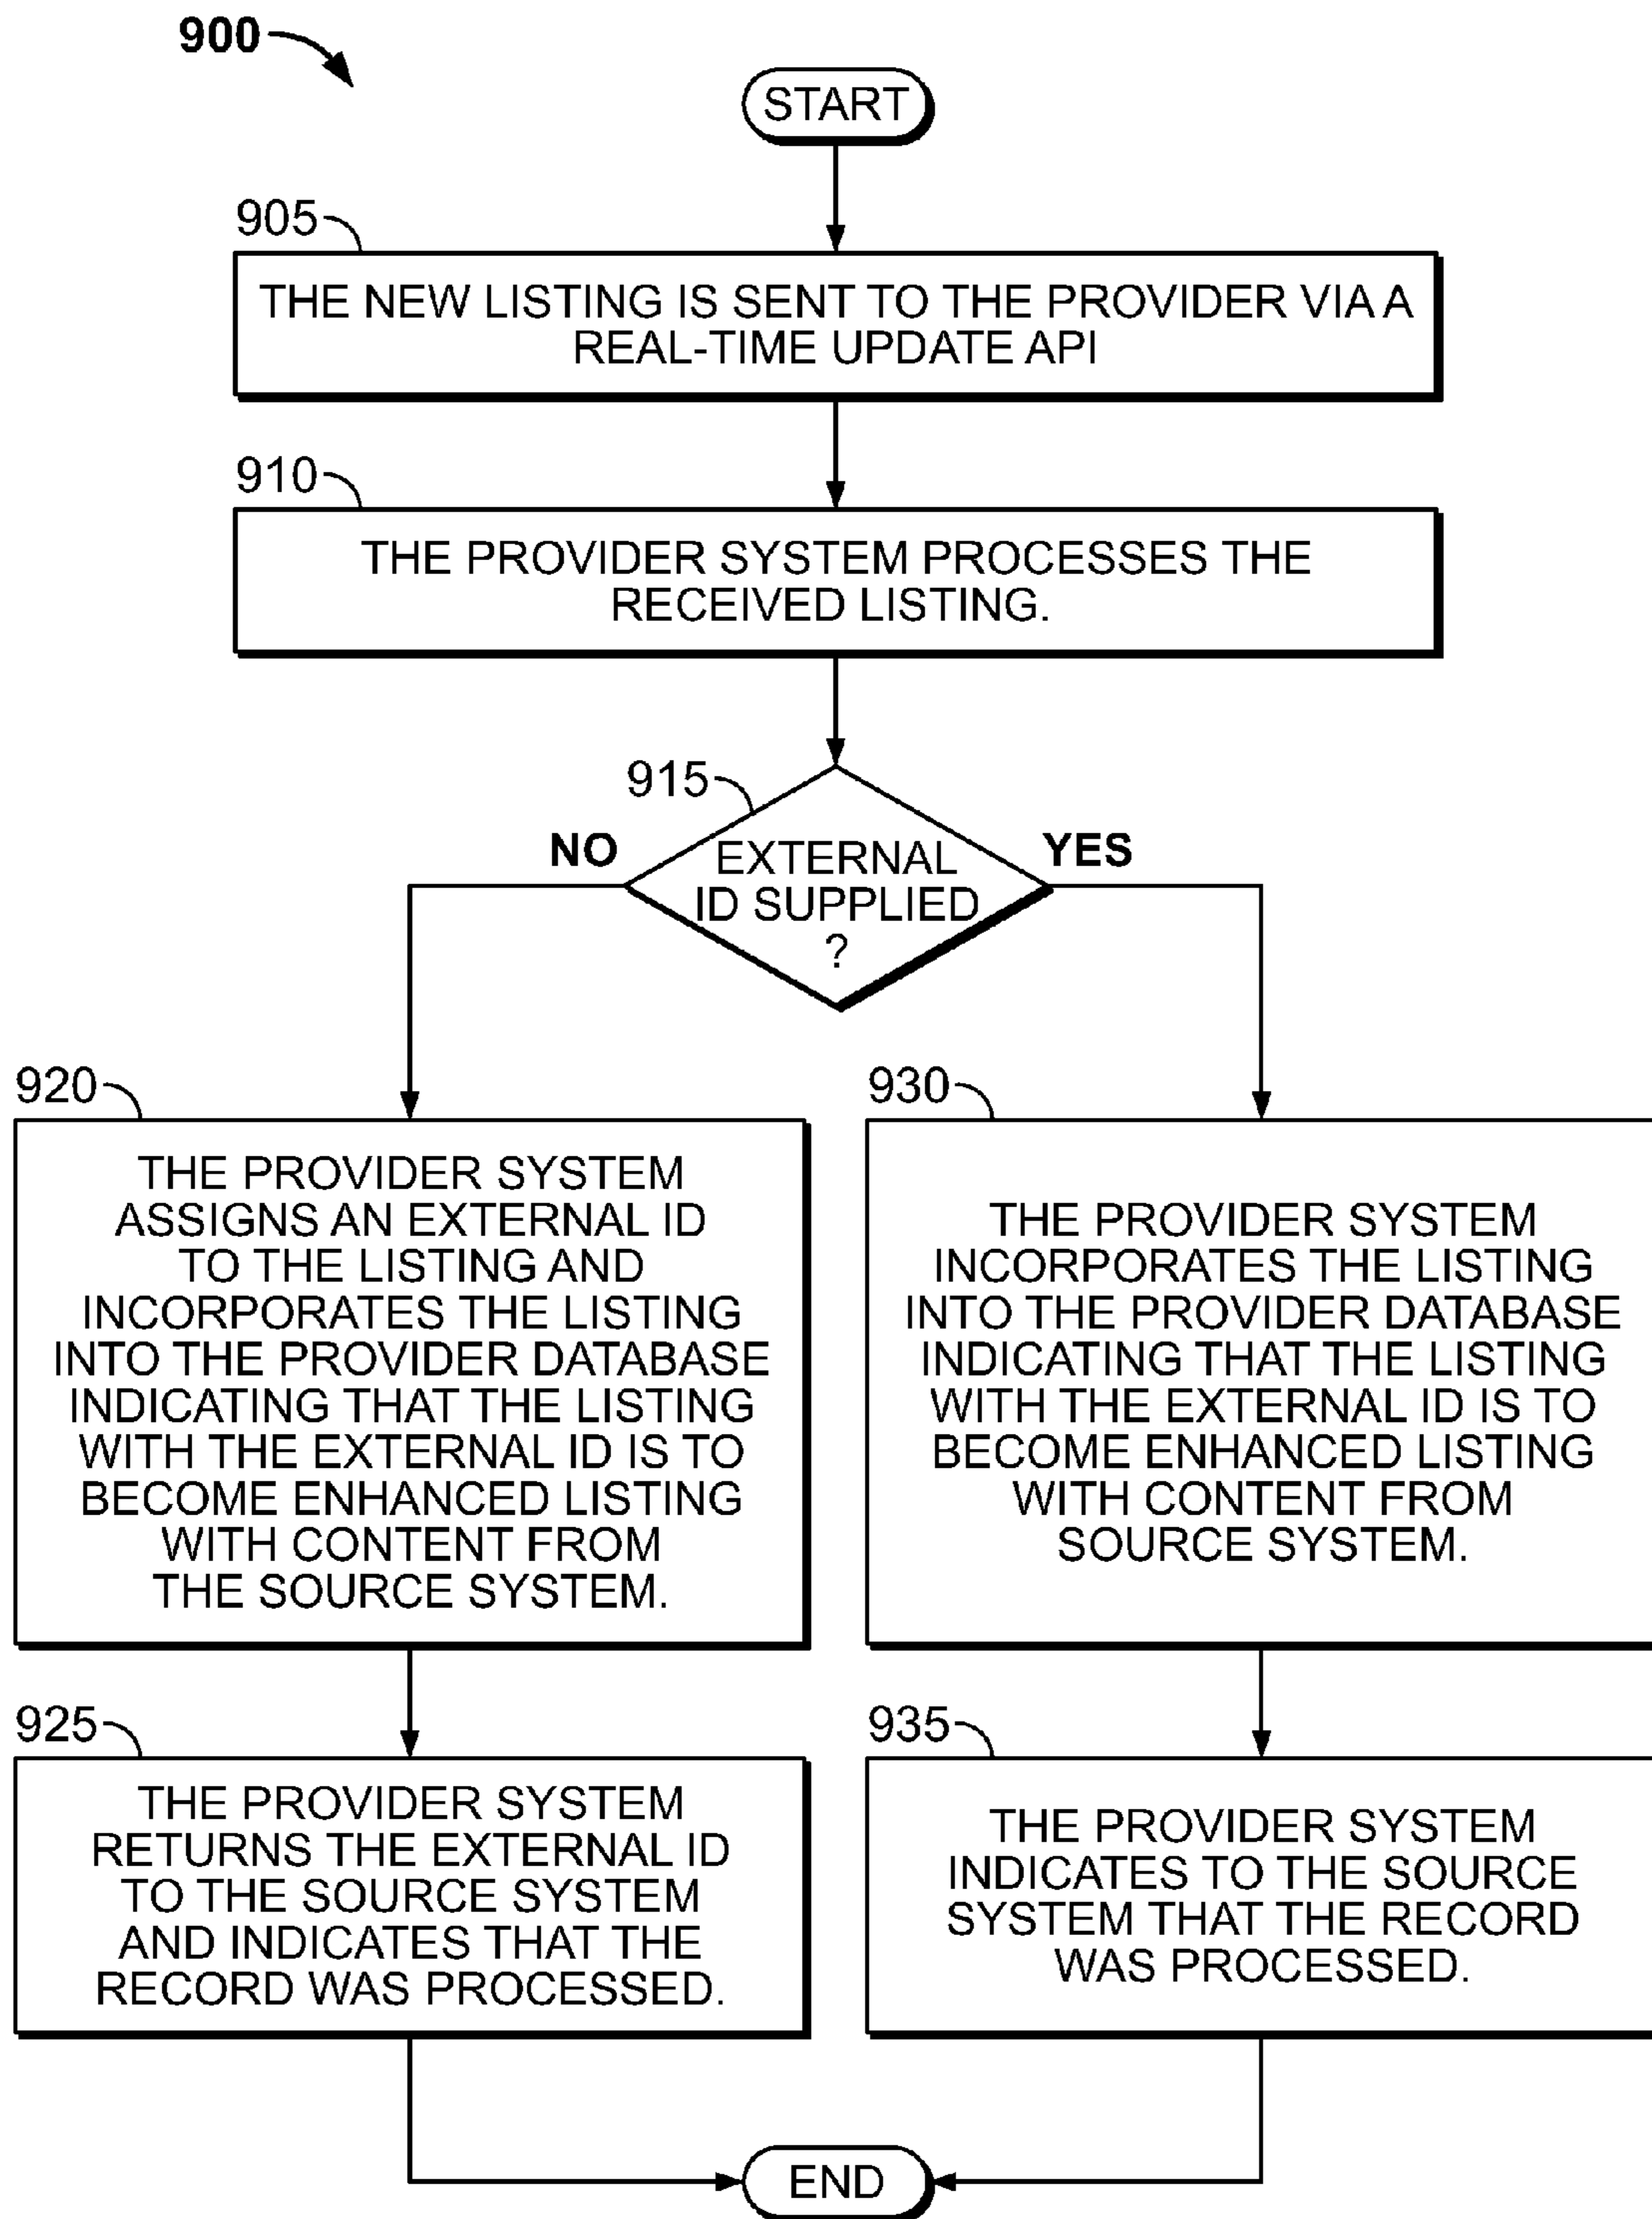 900
START
905
THE NEW LISTING IS SENT TO THE PROVIDER VIA A
REAL-TIME UPDATE API
910
THE PROVIDER SYSTEM PROCESSES THE
RECEIVED LISTING.
915
NO
EXTERNAL
ID SUPPLIED
?
YES
920
THE PROVIDER SYSTEM
ASSIGNS AN EXTERNAL ID
TO THE LISTING AND
INCORPORATES THE LISTING
INTO THE PROVIDER DATABASE
INDICATING THAT THE LISTING
WITH THE EXTERNAL ID IS TO
BECOME ENHANCED LISTING
WITH CONTENT FROM
THE SOURCE SYSTEM.
930
THE PROVIDER SYSTEM
INCORPORATES THE LISTING
INTO THE PROVIDER DATABASE
INDICATING THAT THE LISTING
WITH THE EXTERNAL ID IS TO
BECOME ENHANCED LISTING
WITH CONTENT FROM
SOURCE SYSTEM.
925
THE PROVIDER SYSTEM
RETURNS THE EXTERNAL ID
TO THE SOURCE SYSTEM
AND INDICATES THAT THE
RECORD WAS PROCESSED.
935
THE PROVIDER SYSTEM
INDICATES TO THE SOURCE
SYSTEM THAT THE RECORD
WAS PROCESSED.
END